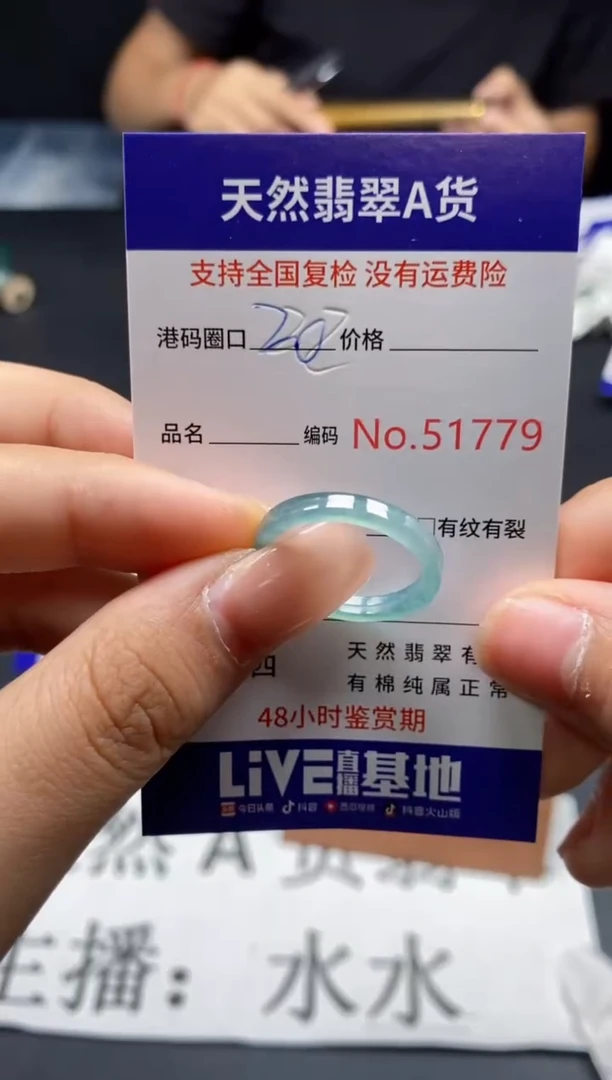 天然翡翠A货
支持全国复检 没有运费险
港码圈口 价格
品名 编码 No.51779
□有纹有裂
四 天然翡翠有
有棉纯属正常
48小时鉴赏期
LiVE直播基地
今日头条 抖音 西瓜视频 抖音火山版
然A货翡
主播：水水